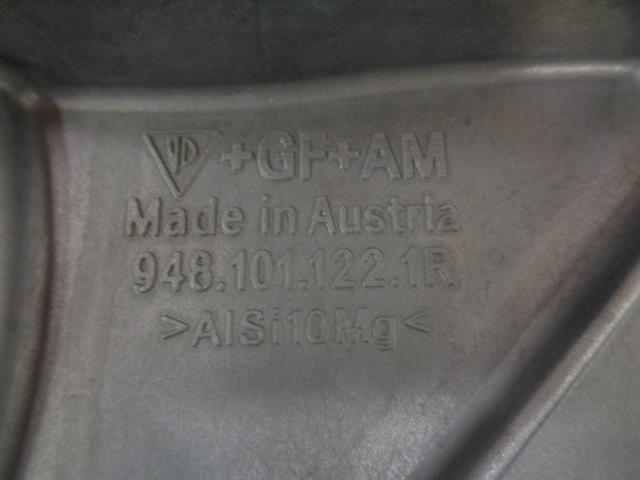 +GF+AM
Made in Austria
948.101.122.1R
>AlSi10Mg<